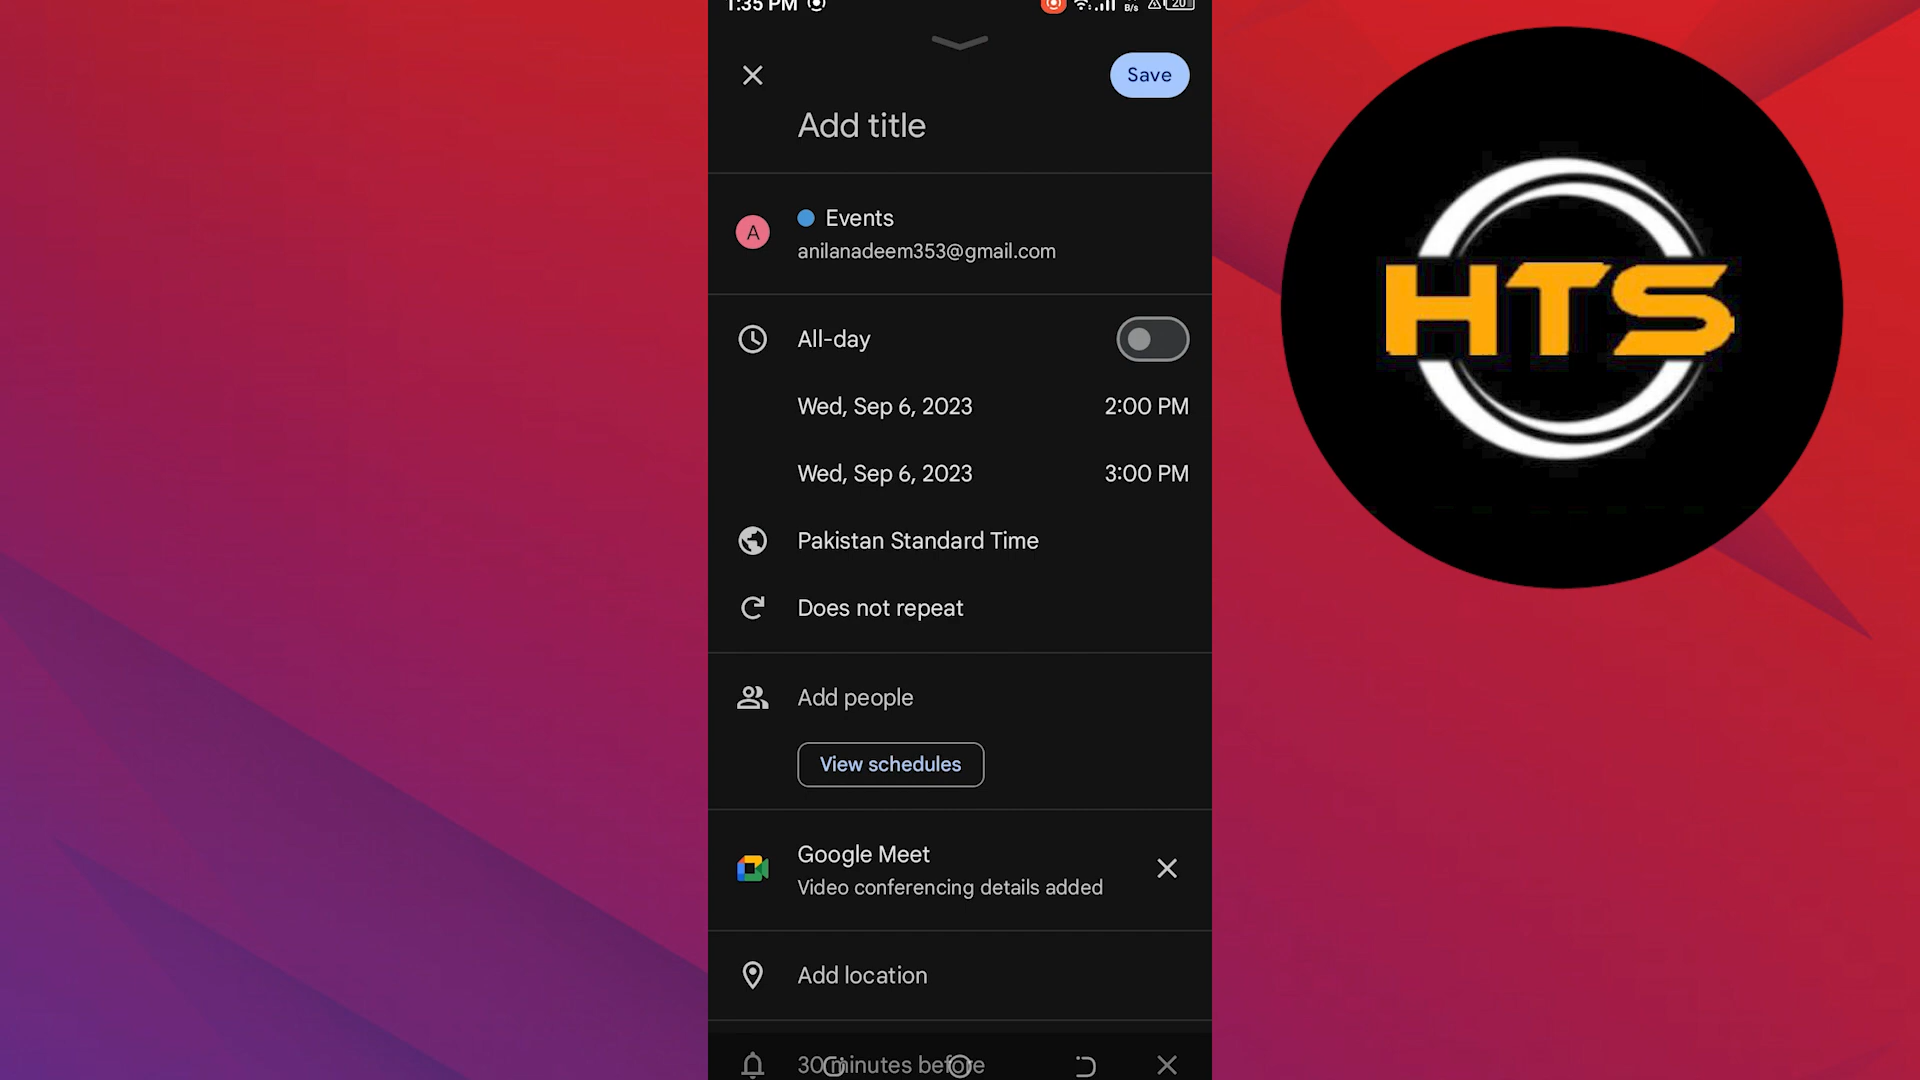 1:35 PM
B/s
20
Save
Add title
A
Events
anilanadeem353@gmail.com
All-day
Wed, Sep 6, 2023 2:00 PM
Wed, Sep 6, 2023 3:00 PM
Pakistan Standard Time
Does not repeat
Add people
View schedules
Google Meet
Video conferencing details added
Add location
30 minutes before
HTS